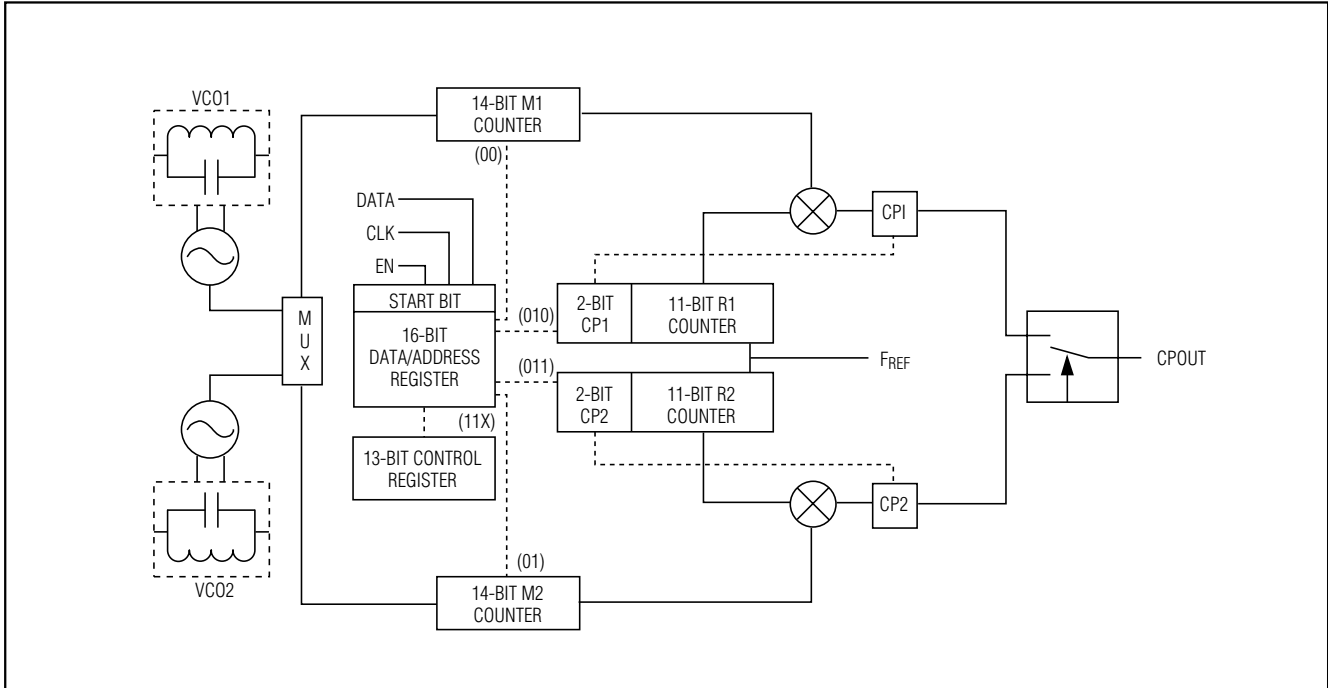 VCO1
14-BIT M1
COUNTER
(00)
DATA
CLK
EN
START BIT
16-BIT
DATA/ADDRESS
REGISTER
(010)
(011)
(11X)
13-BIT CONTROL
REGISTER
MUX
2-BIT
CP1
11-BIT R1
COUNTER
CP1
FREF
CPOUT
2-BIT
CP2
11-BIT R2
COUNTER
CP2
(01)
14-BIT M2
COUNTER
VCO2